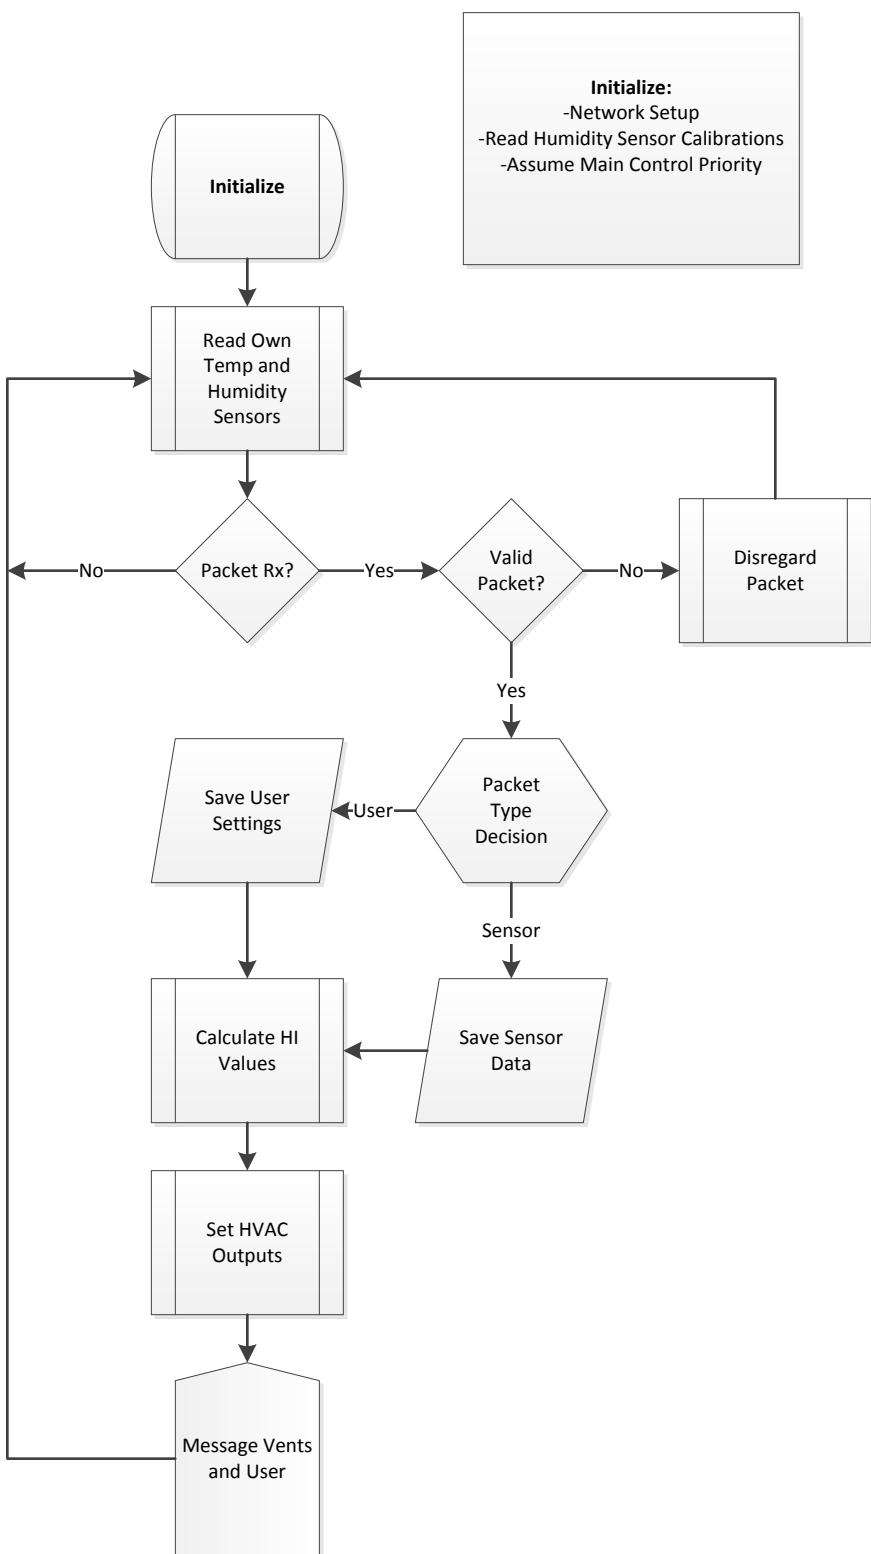 Initialize:
-Network Setup
-Read Humidity Sensor Calibrations
-Assume Main Control Priority
Initialize
Read Own
Temp and
Humidity
Sensors
No
Packet Rx?
Yes
Valid
Packet?
No
Disregard
Packet
Yes
Save User
Settings
User
Packet
Type
Decision
Sensor
Calculate HI
Values
Save Sensor
Data
Set HVAC
Outputs
Message Vents
and User